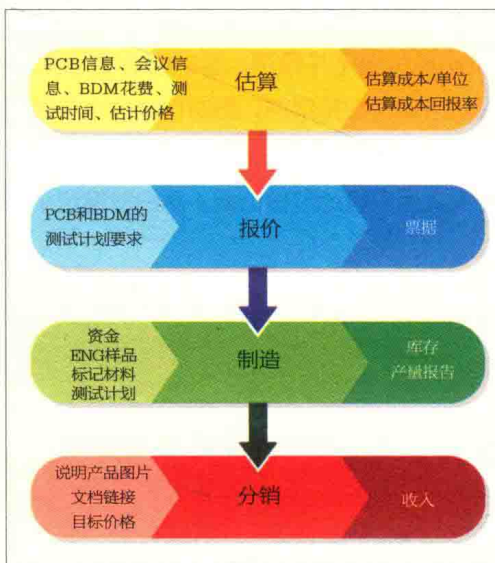 PCB信息、会议信
息、BDM花费、测
试时间、估计价格
估算
估算成本/单位
估算成本回报率
PCB和BDM的
测试计划要求
报价
票据
资金
ENG样品
标记材料
测试计划
制造
库存
产量报告
说明产品图片
文档链接
目标价格
分销
收入